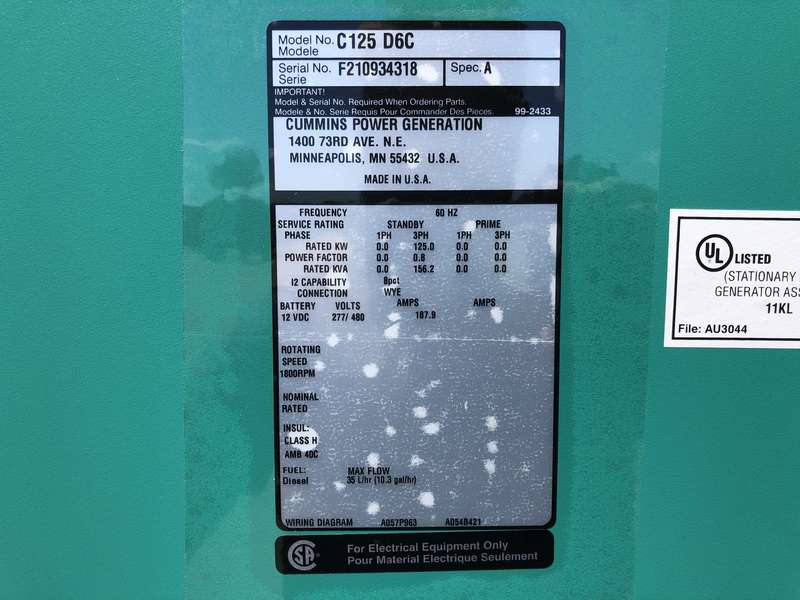 Model No. C125 D6C
Modele
Serial No. F210934318 Spec. A
Serie
IMPORTANT!
Model & Serial No. Required When Ordering Parts.
Modele & No. Serie Requis Pour Commander Des Pieces. 99-2433
CUMMINS POWER GENERATION
1400 73RD AVE. N.E.
MINNEAPOLIS, MN 55432 U.S.A.
MADE IN U.S.A.
FREQUENCY 60 HZ
SERVICE RATING STANDBY PRIME
PHASE 1PH 3PH 1PH 3PH
RATED KW 0.0 125.0 0.0 0.0
POWER FACTOR 0.0 0.8 0.0 0.0
RATED KVA 0.0 156.2 0.0 0.0
I2 CAPABILITY 8pct
CONNECTION WYE
BATTERY VOLTS AMPS AMPS
12 VDC 277/ 480 187.9
ROTATING
SPEED
1800RPM
NOMINAL
RATED
INSUL:
CLASS H
AMB 40C
FUEL: MAX FLOW
Diesel 35 L/hr (10.3 gal/hr)
WIRING DIAGRAM A057P963 A054B421
CSA For Electrical Equipment Only
Pour Material Electrique Seulement
UL LISTED
(STATIONARY
GENERATOR ASS
11KL
File: AU3044